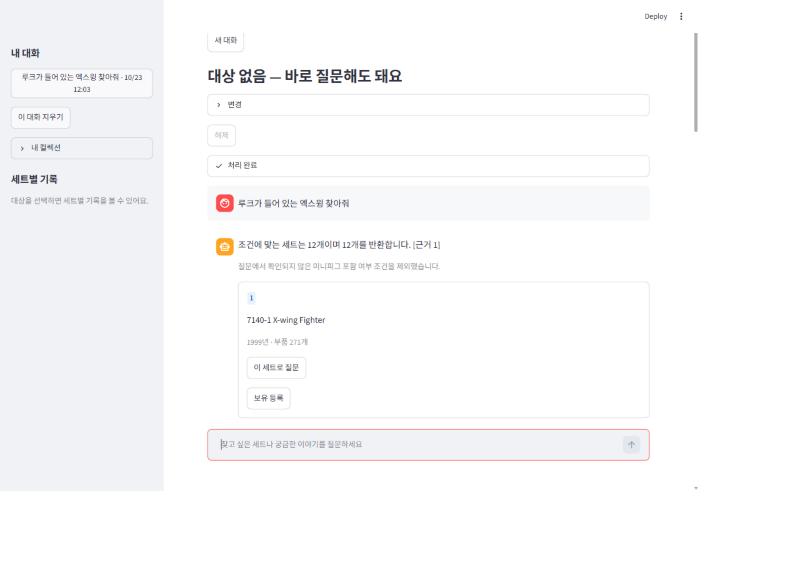 Deploy
내 대화
루크가 들어 있는 엑스윙 찾아줘 · 10/23
12:03
이 대화 지우기
내 컬렉션
세트별 기록
대상을 선택하면 세트별 기록을 볼 수 있어요.
새 대화
대상 없음 — 바로 질문해도 돼요
변경
해제
처리 완료
루크가 들어 있는 엑스윙 찾아줘
조건에 맞는 세트는 12개이며 12개를 반환합니다. [근거 1]
질문에서 확인되지 않은 미니피그 포함 여부 조건을 제외했습니다.
1
7140-1 X-wing Fighter
1999년 · 부품 271개
이 세트로 질문
보유 등록
찾고 싶은 세트나 궁금한 이야기를 질문하세요